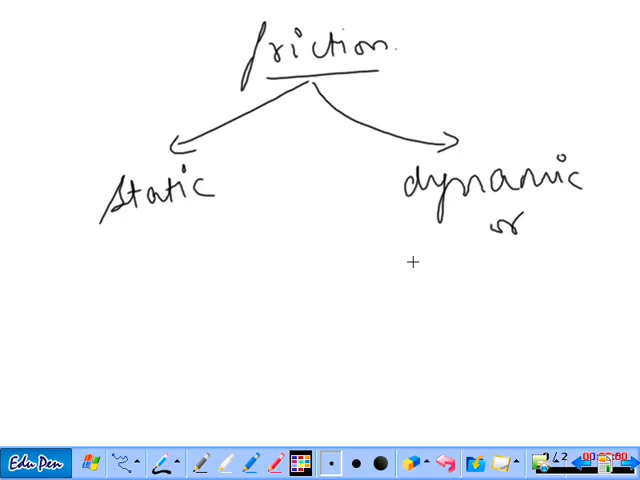 friction.
static
dynamic
or
Edu Pen